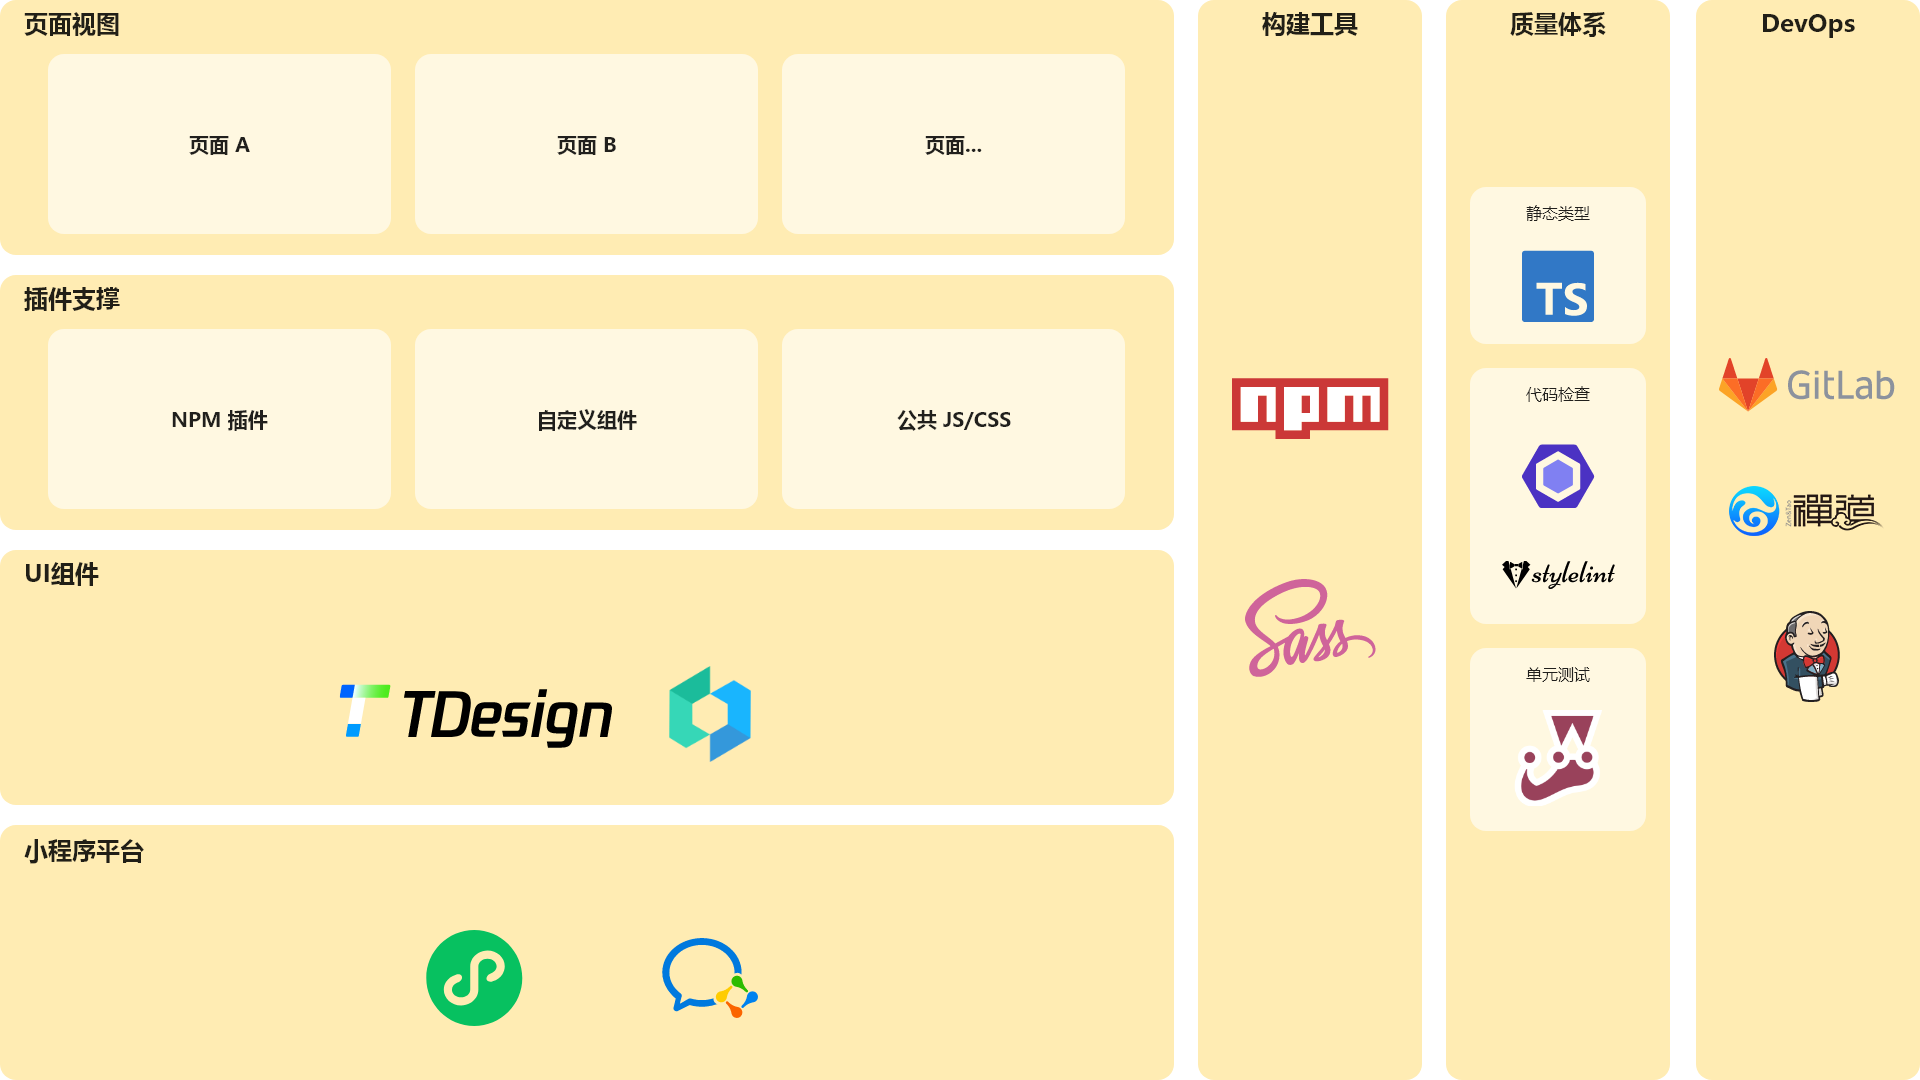 页面视图
页面 A
页面 B
页面...
插件支撑
NPM 插件
自定义组件
公共 JS/CSS
UI组件
TDesign
小程序平台
构建工具
npm
Sass
质量体系
静态类型
TS
代码检查
stylelint
单元测试
DevOps
GitLab
Zen&Tao
禪道